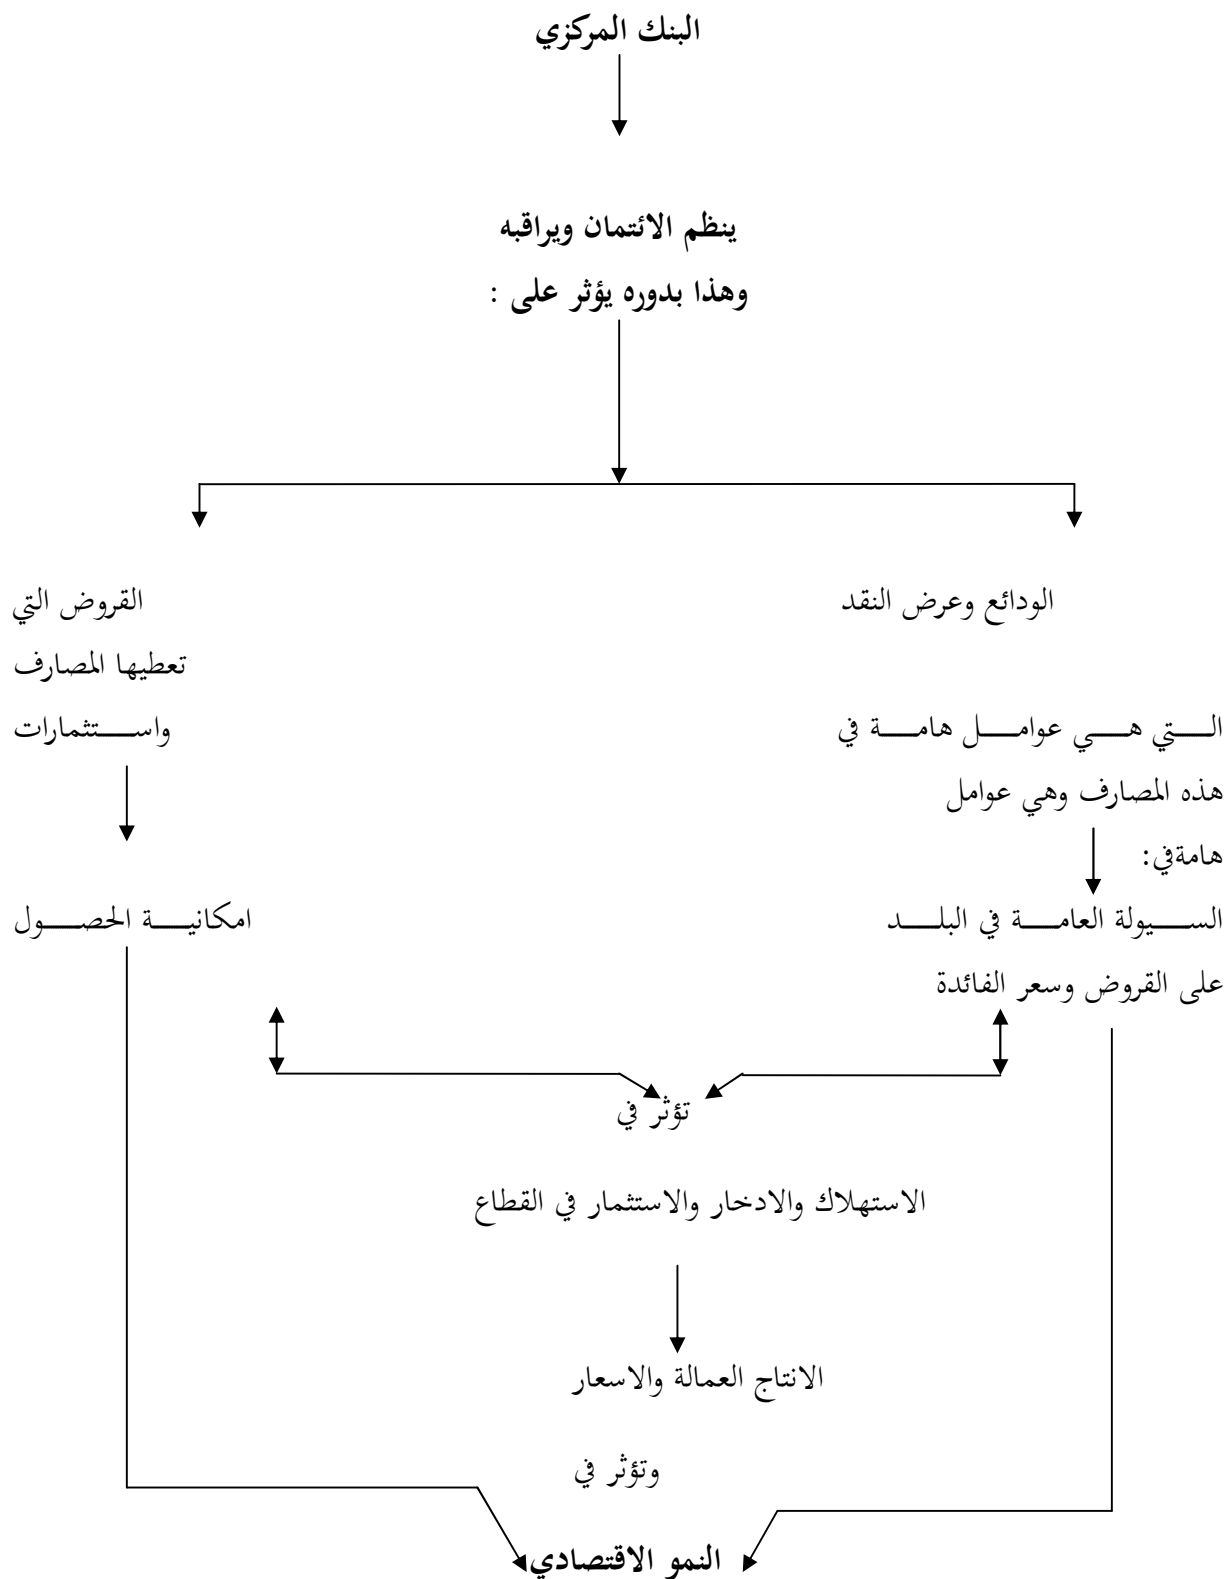 البنك المركزي
ينظم الائتمان ويراقبه
وهذا بدوره يؤثر على :
الودائع وعرض النقد
القروض التي
تعطيها المصارف
التي هي عوامل هامة في
واستثمارات
هذه المصارف وهي عوامل
هامةفي:
السيولة العامة في البلد
امكانية الحصول
على القروض وسعر الفائدة
تؤثر في
الاستهلاك والادخار والاستثمار في القطاع
الانتاج العمالة والاسعار
وتؤثر في
النمو الاقتصادي